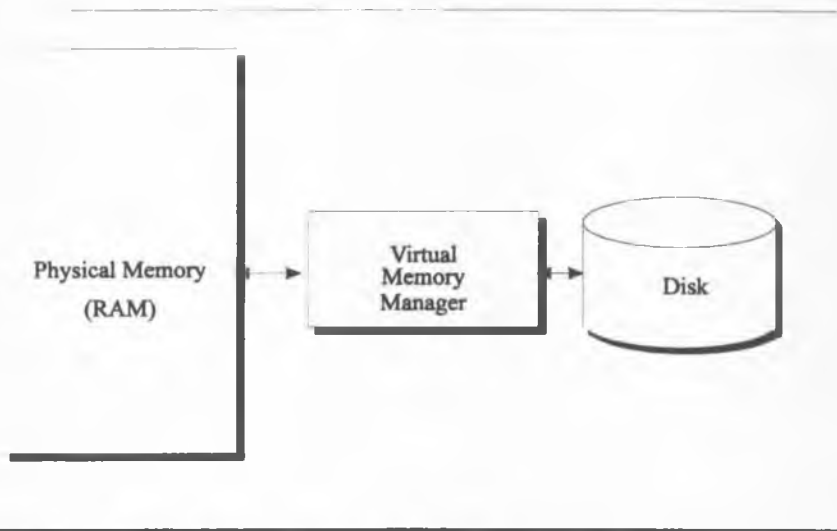 Physical Memory
(RAM)
Virtual
Memory
Manager
Disk